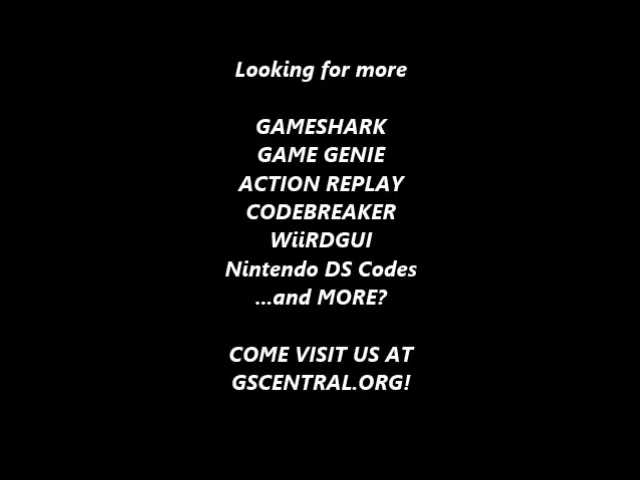 Looking for more
GAMESHARK
GAME GENIE
ACTION REPLAY
CODEBREAKER
WiiRDGUI
Nintendo DS Codes
...and MORE?
COME VISIT US AT
GSCENTRAL.ORG!